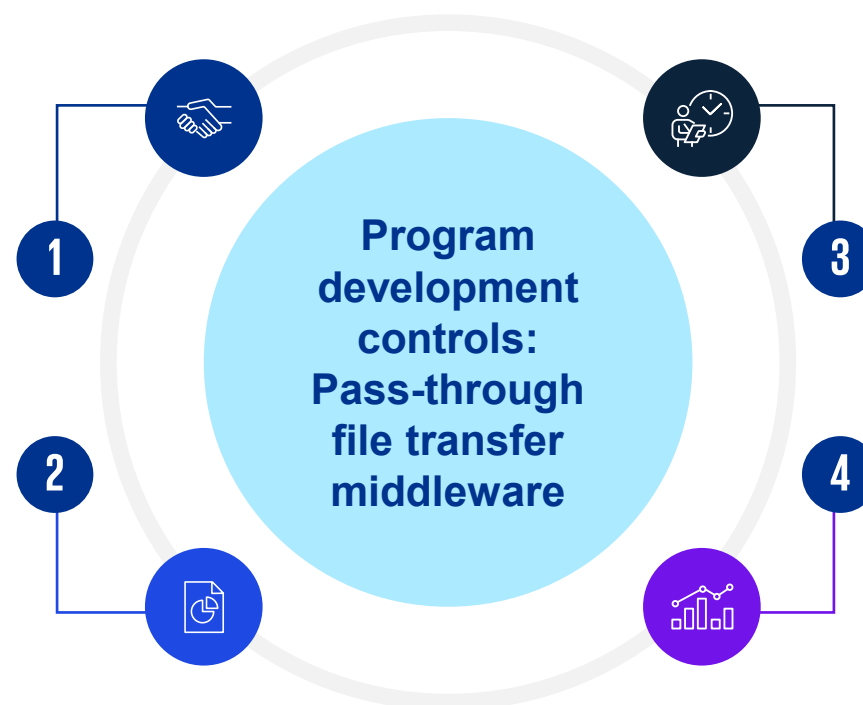 1
Program
development
controls:
Pass-through
file transfer
middleware
3
2
4